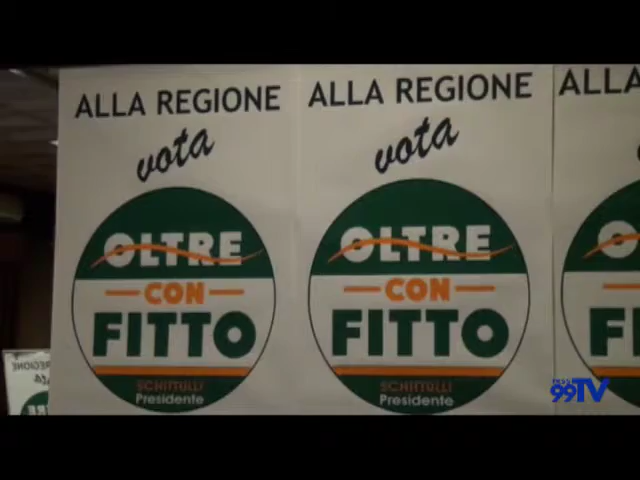 ALLA REGIONE
vota
OLTRE
CON
FITTO
SCHITTULLI
Presidente
ALLA REGIONE
vota
OLTRE
CON
FITTO
SCHITTULLI
Presidente
ALLA
99TV